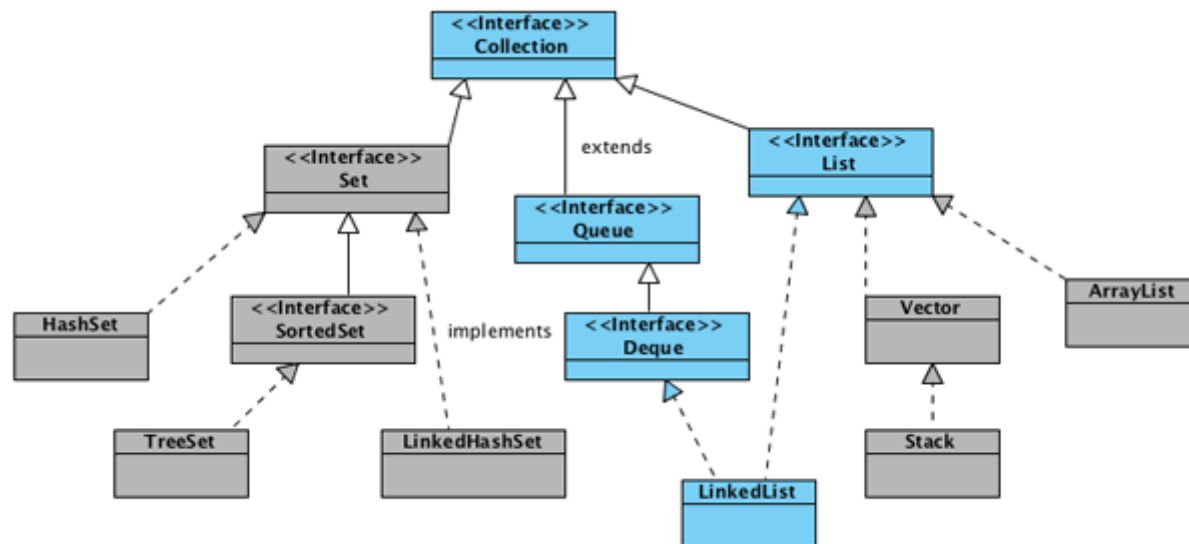 <<Interface>>
Collection
extends
<<Interface>>
List
<<Interface>>
Set
<<Interface>>
Queue
HashSet
<<Interface>>
SortedSet
implements
<<Interface>>
Deque
Vector
ArrayList
TreeSet
LinkedHashSet
LinkedList
Stack